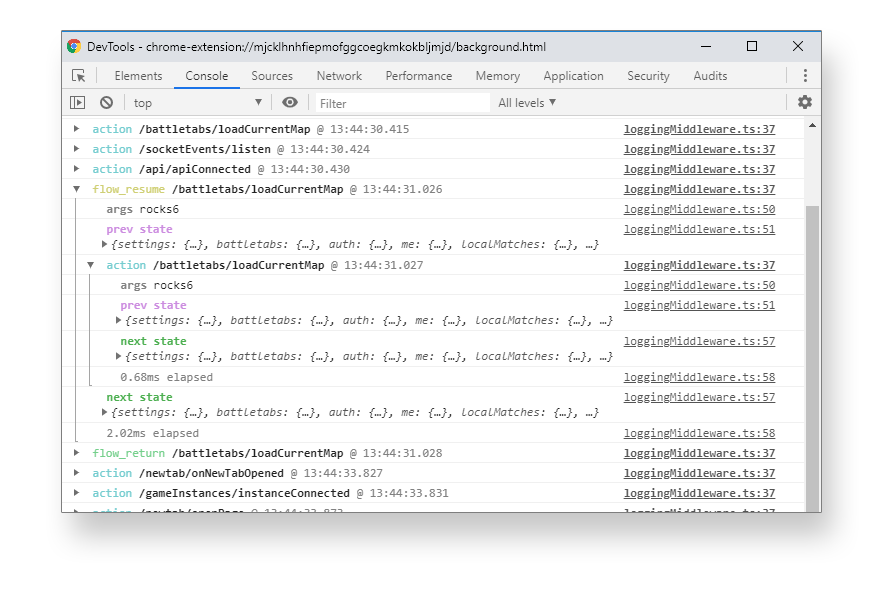 DevTools - chrome-extension://mjcklhnhfiepmofggcoegkmkokbljmjd/background.html
Elements Console Sources Network Performance Memory Application Security Audits
top Filter All levels
action /battletabs/loadCurrentMap @ 13:44:30.415 loggingMiddleware.ts:37
action /socketEvents/listen @ 13:44:30.424 loggingMiddleware.ts:37
action /api/apiConnected @ 13:44:30.430 loggingMiddleware.ts:37
flow_resume /battletabs/loadCurrentMap @ 13:44:31.026 loggingMiddleware.ts:37
args rocks6 loggingMiddleware.ts:50
prev state loggingMiddleware.ts:51
{settings: {…}, battletabs: {…}, auth: {…}, me: {…}, localMatches: {…}, …}
action /battletabs/loadCurrentMap @ 13:44:31.027 loggingMiddleware.ts:37
args rocks6 loggingMiddleware.ts:50
prev state loggingMiddleware.ts:51
{settings: {…}, battletabs: {…}, auth: {…}, me: {…}, localMatches: {…}, …}
next state loggingMiddleware.ts:57
{settings: {…}, battletabs: {…}, auth: {…}, me: {…}, localMatches: {…}, …}
0.68ms elapsed loggingMiddleware.ts:58
next state loggingMiddleware.ts:57
{settings: {…}, battletabs: {…}, auth: {…}, me: {…}, localMatches: {…}, …}
2.02ms elapsed loggingMiddleware.ts:58
flow_return /battletabs/loadCurrentMap @ 13:44:31.028 loggingMiddleware.ts:37
action /newtab/onNewTabOpened @ 13:44:33.827 loggingMiddleware.ts:37
action /gameInstances/instanceConnected @ 13:44:33.831 loggingMiddleware.ts:37
action loggingMiddleware.ts:37